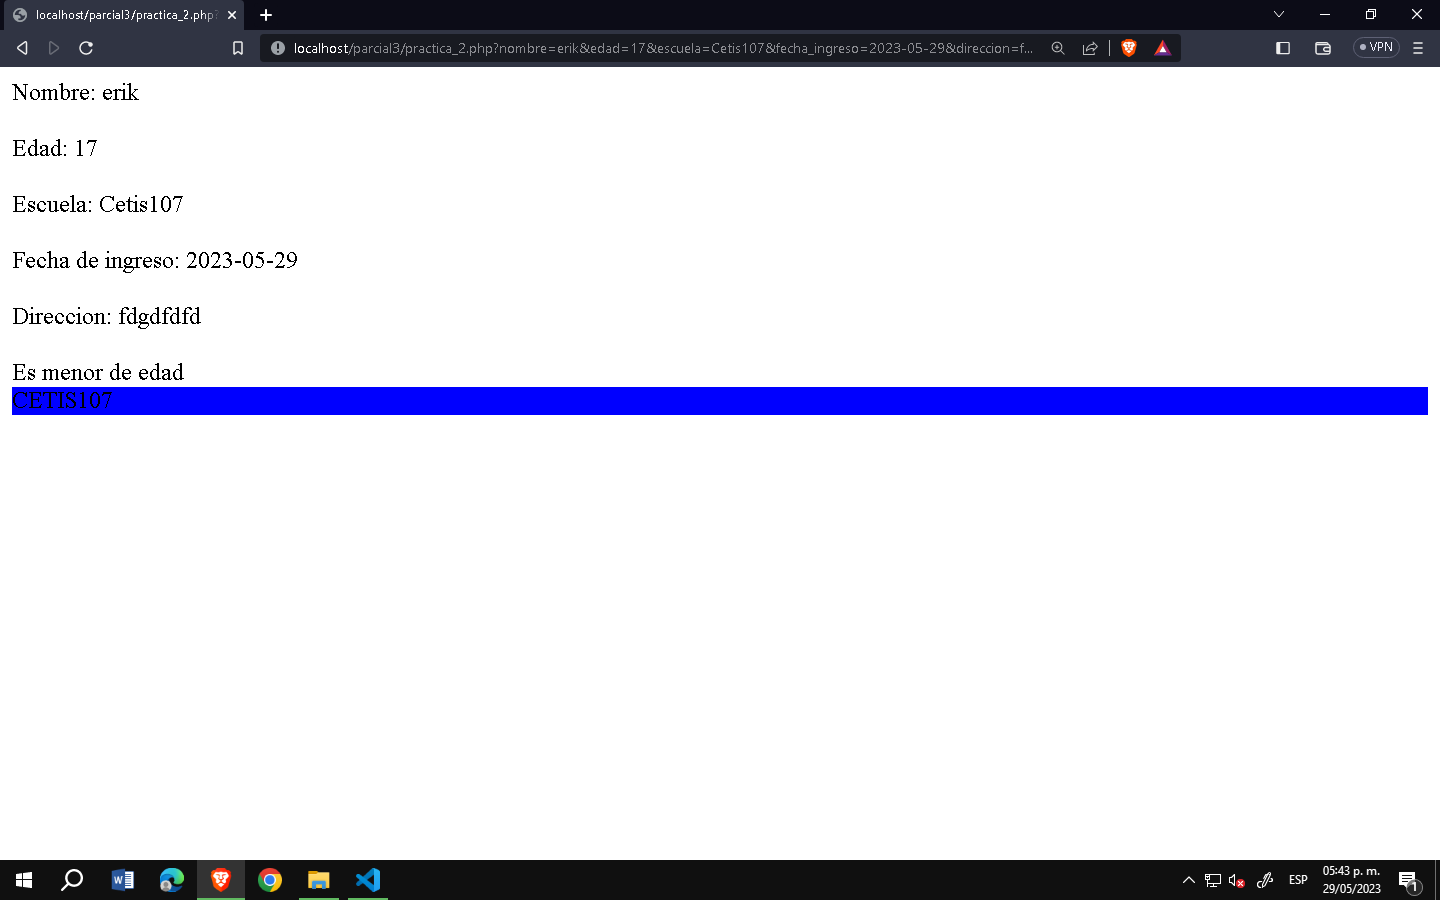 localhost/parcial3/practica_2.php?
localhost/parcial3/practica_2.php?nombre=erik&edad=17&escuela=Cetis107&fecha_ingreso=2023-05-29&direccion=f...
VPN
Nombre: erik
Edad: 17
Escuela: Cetis107
Fecha de ingreso: 2023-05-29
Direccion: fdgdfdfd
Es menor de edad
CETIS107
ESP
05:43 p. m.
29/05/2023
1